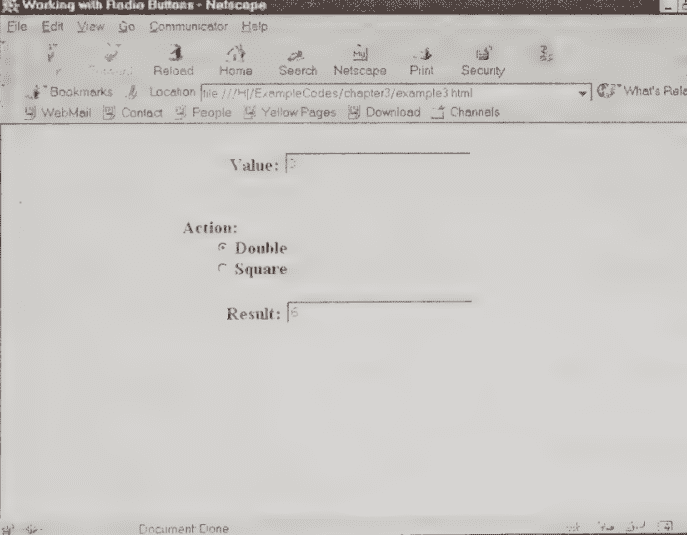 Working with Radio Buttons - Netscape
File Edit View Go Communicator Help
Reload Home Search Netscape Print Security
Bookmarks Location file:///H|/ExampleCodes/chapter3/example3.html What's Rela
WebMail Contact People Yellow Pages Download Channels
Value: 3
Action:
Double
Square
Result: 6
Document Done